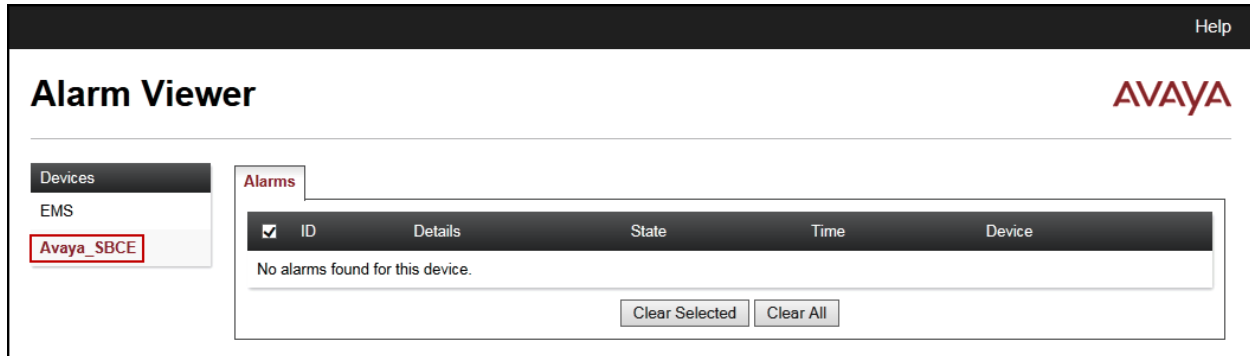 Help
Alarm Viewer
AVAYA
Devices
EMS
Avaya_SBCE
Alarms
ID Details State Time Device
No alarms found for this device.
Clear Selected Clear All